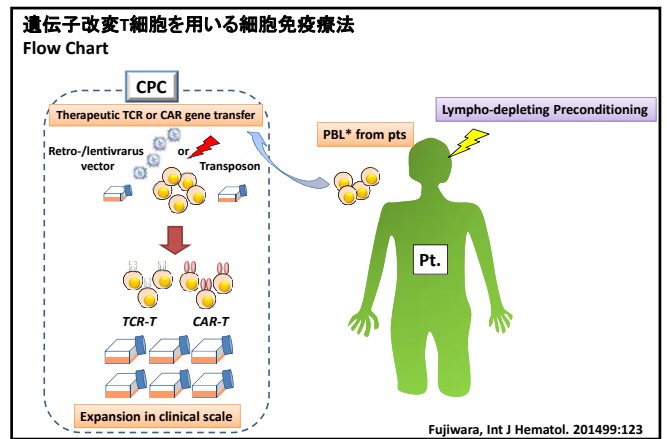 遺伝子改変T細胞を用いる細胞免疫療法
Flow Chart
CPC
Therapeutic TCR or CAR gene transfer
Retro-/lentivrarus
vector
or
Transposon
TCR-T
CAR-T
Expansion in clinical scale
PBL* from pts
Lympho-depleting Preconditioning
Pt.
Fujiwara, Int J Hematol. 201499:123